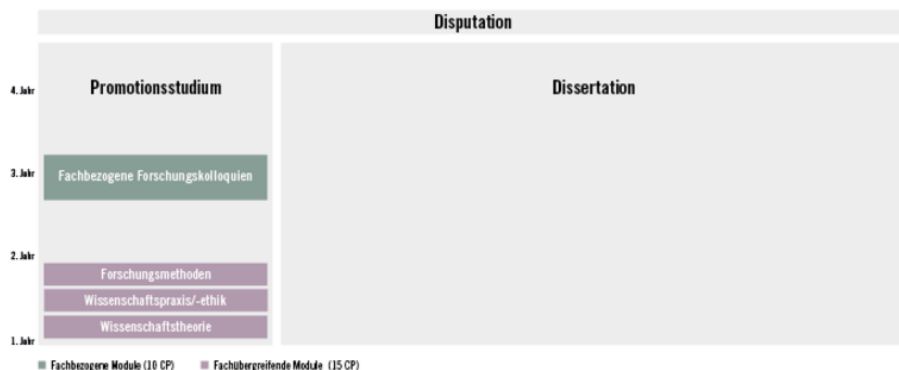 Disputation
Promotionsstudium
Dissertation
4. Jahr
3. Jahr
Fachbezogene Forschungskolloquien
2. Jahr
Forschungsmethoden
Wissenschaftspraxis/-ethik
Wissenschaftstheorie
1. Jahr
Fachbezogene Module (10 CP)
Fachübergreifende Module (15 CP)